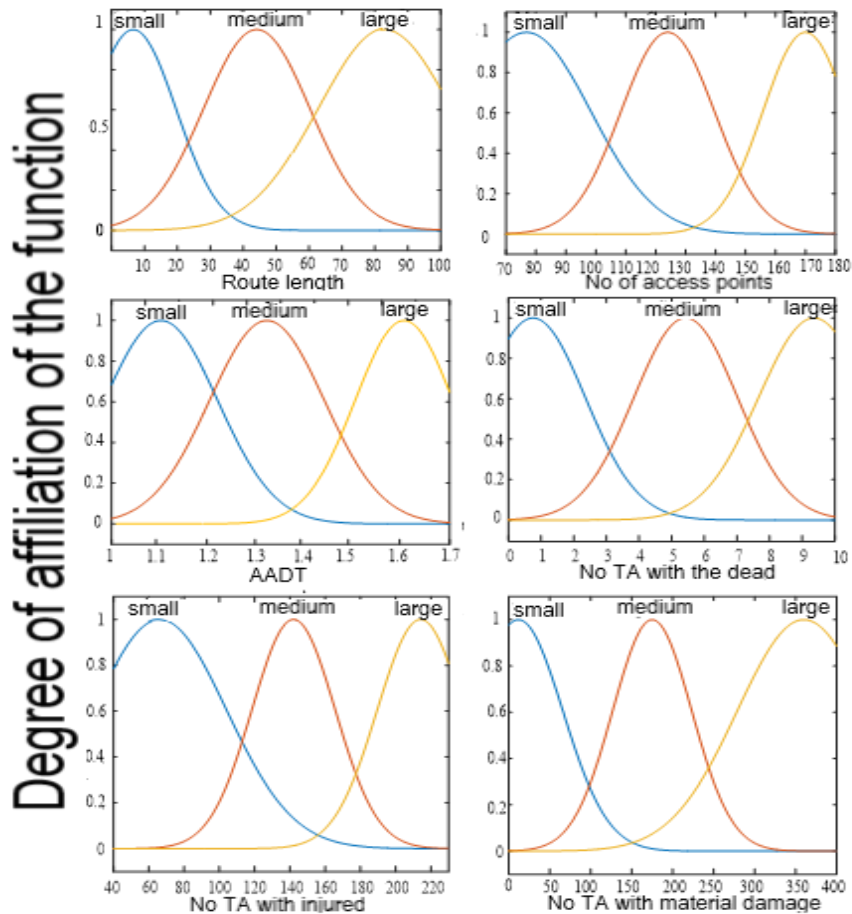 Degree of affiliation of the function
small medium large
1
0.5
0
10 20 30 40 50 60 70 80 90 100
Route length
small medium large
1
0.8
0.6
0.4
0.2
0
70 80 90 100 110 120 130 140 150 160 170 180
No of access points
small medium large
1
0.8
0.6
0.4
0.2
0
1 1.1 1.2 1.3 1.4 1.5 1.6 1.7
AADT
small medium large
1
0.8
0.6
0.4
0.2
0
0 1 2 3 4 5 6 7 8 9 10
No TA with the dead
small medium large
1
0.8
0.6
0.4
0.2
0
40 60 80 100 120 140 160 180 200 220
No TA with injured
small medium large
1
0.8
0.6
0.4
0.2
0
0 50 100 150 200 250 300 350 400
No TA with material damage